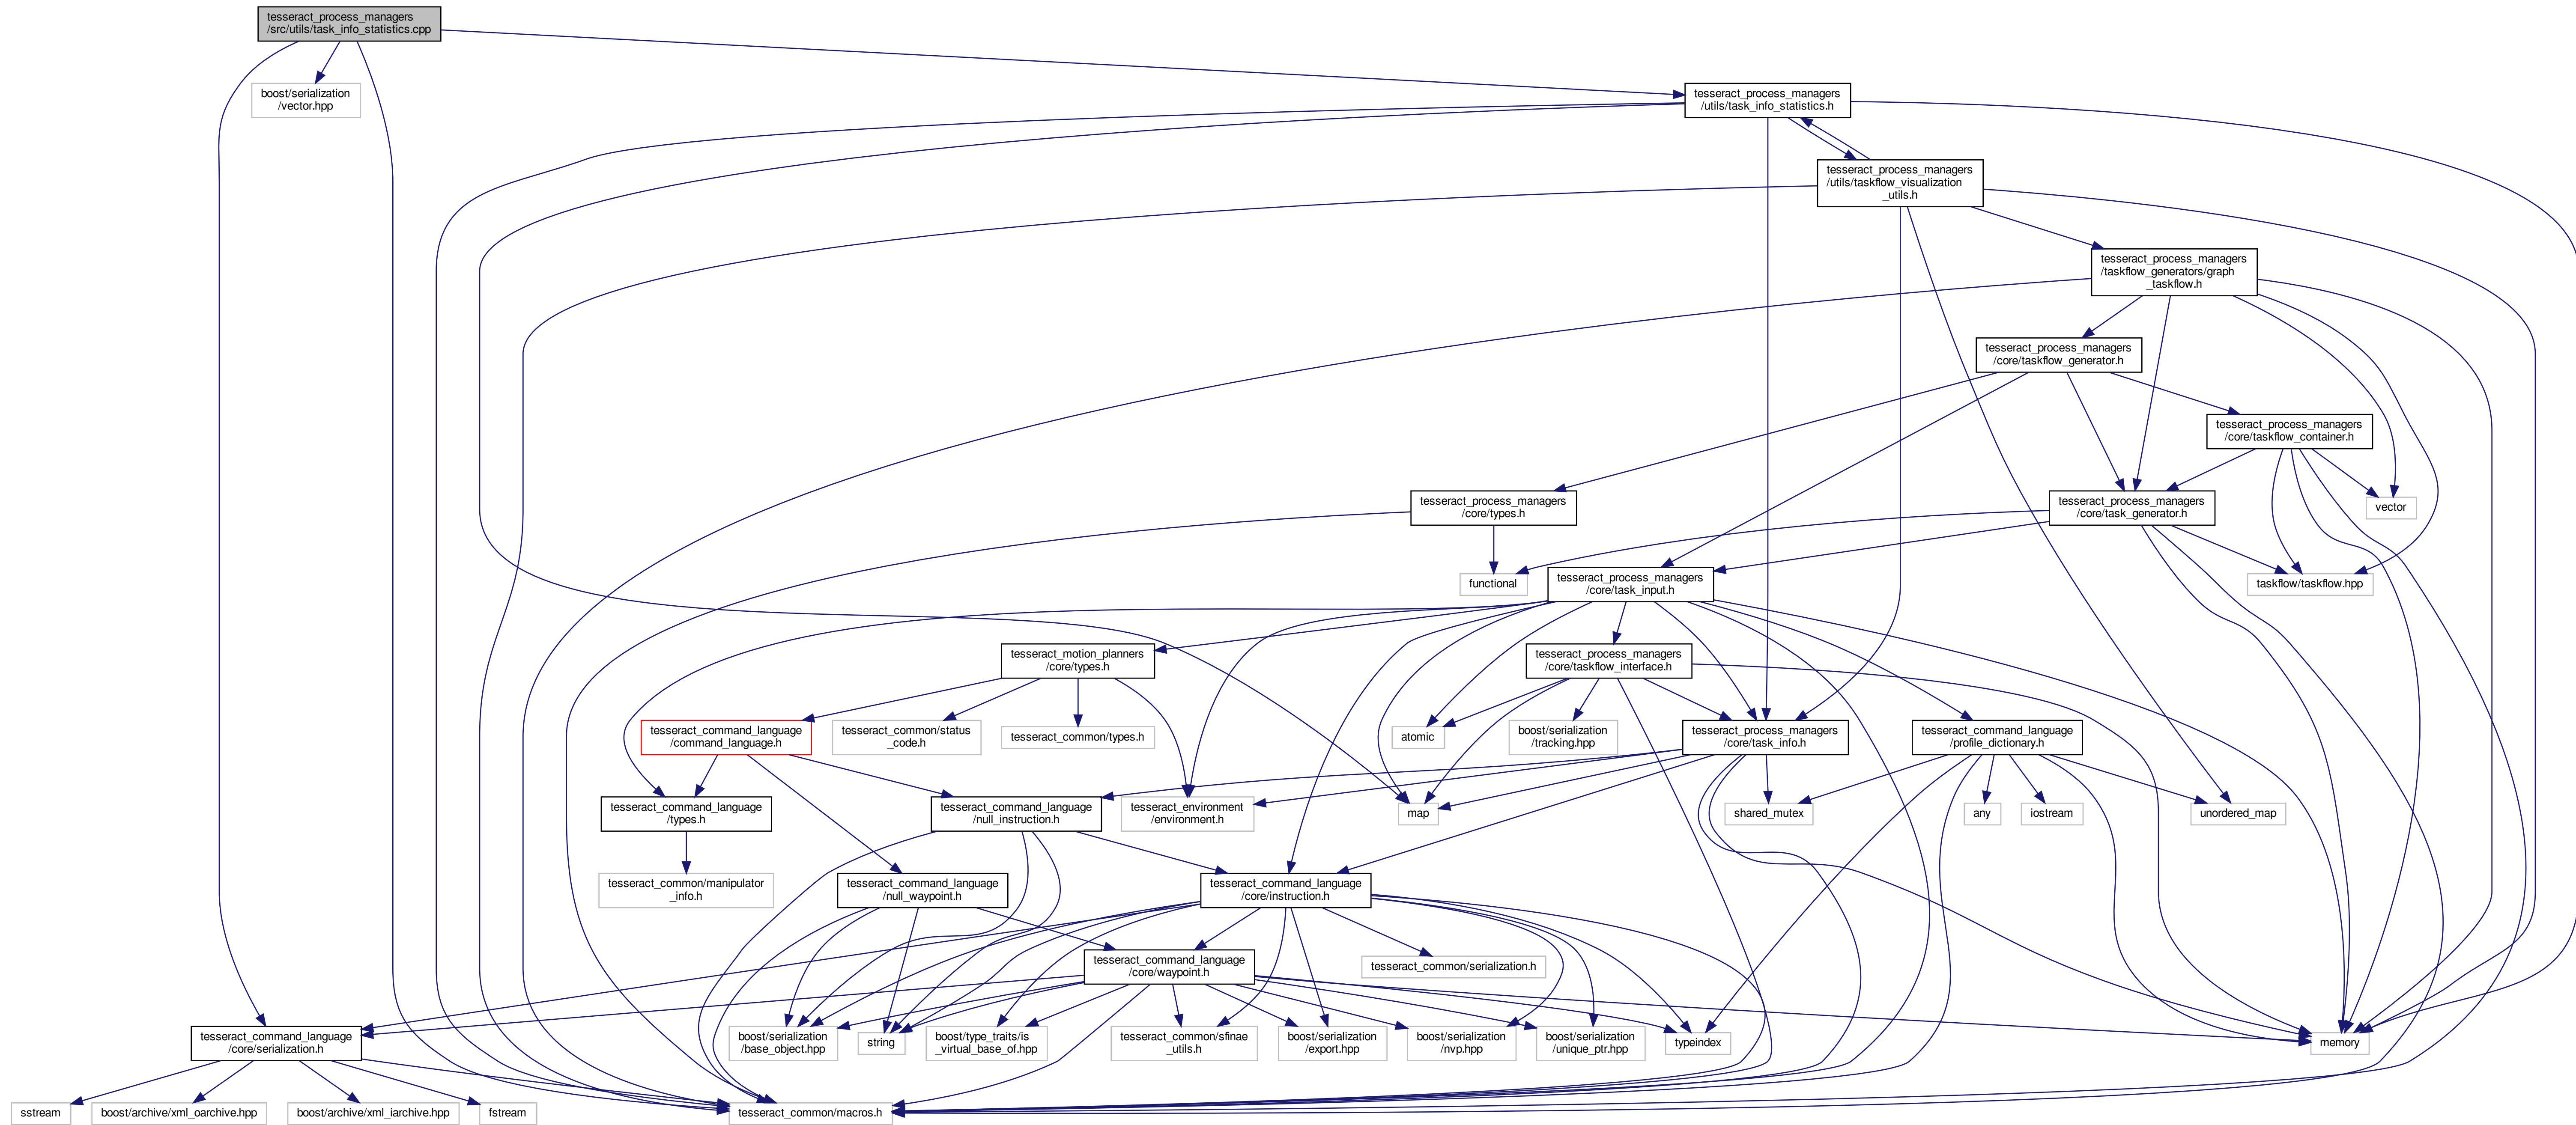 tesseract_process_managers
/src/utils/task_info_statistics.cpp
boost/serialization
/vector.hpp
tesseract_process_managers
/utils/task_info_statistics.h
tesseract_process_managers
/utils/taskflow_visualization
_utils.h
tesseract_process_managers
/taskflow_generators/graph
_taskflow.h
tesseract_process_managers
/core/taskflow_generator.h
tesseract_process_managers
/core/taskflow_container.h
tesseract_process_managers
/core/types.h
tesseract_process_managers
/core/task_generator.h
vector
functional
tesseract_process_managers
/core/task_input.h
taskflow/taskflow.hpp
tesseract_motion_planners
/core/types.h
tesseract_process_managers
/core/taskflow_interface.h
tesseract_command_language
/command_language.h
tesseract_common/status
_code.h
tesseract_common/types.h
atomic
boost/serialization
/tracking.hpp
tesseract_process_managers
/core/task_info.h
tesseract_command_language
/profile_dictionary.h
tesseract_command_language
/types.h
tesseract_command_language
/null_instruction.h
tesseract_environment
/environment.h
map
shared_mutex
any
iostream
unordered_map
tesseract_common/manipulator
_info.h
tesseract_command_language
/null_waypoint.h
tesseract_command_language
/core/instruction.h
tesseract_command_language
/core/waypoint.h
tesseract_common/serialization.h
tesseract_command_language
/core/serialization.h
boost/serialization
/base_object.hpp
string
boost/type_traits/is
_virtual_base_of.hpp
tesseract_common/sfinae
_utils.h
boost/serialization
/export.hpp
boost/serialization
/nvp.hpp
boost/serialization
/unique_ptr.hpp
typeindex
memory
sstream
boost/archive/xml_oarchive.hpp
boost/archive/xml_iarchive.hpp
fstream
tesseract_common/macros.h